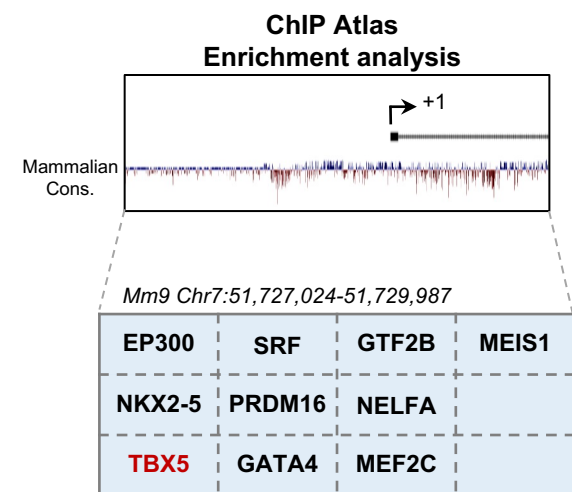 ChIP Atlas
Enrichment analysis
+1
Mammalian
Cons.
Mm9 Chr7:51,727,024-51,729,987
EP300 SRF GTF2B MEIS1
NKX2-5 PRDM16 NELFA
TBX5 GATA4 MEF2C